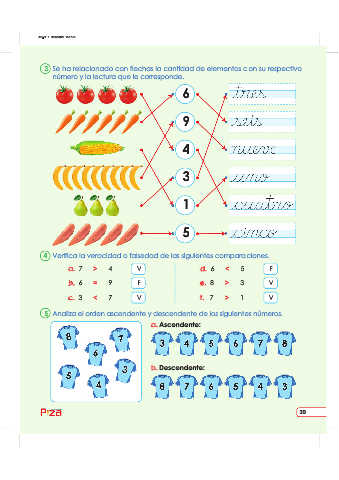 3 Se ha relacionado con flechas la cantidad de elementos con su respectivo
número y la lectura que le corresponde.
6 tres
9 seis
4 nueve
3 uno
1 cuatro
5 cinco
4 Verifica la veracidad o falsedad de las siguientes comparaciones.
a. 7 > 4 V d. 6 < 5 F
b. 6 = 9 F e. 8 > 3 V
c. 3 < 7 V f. 7 > 1 V
5 Analiza el orden ascendente y descendente de los siguientes números.
a. Ascendente:
8 7 6 5 3 4
3 4 5 6 7 8
b. Descendente:
8 7 6 5 4 3